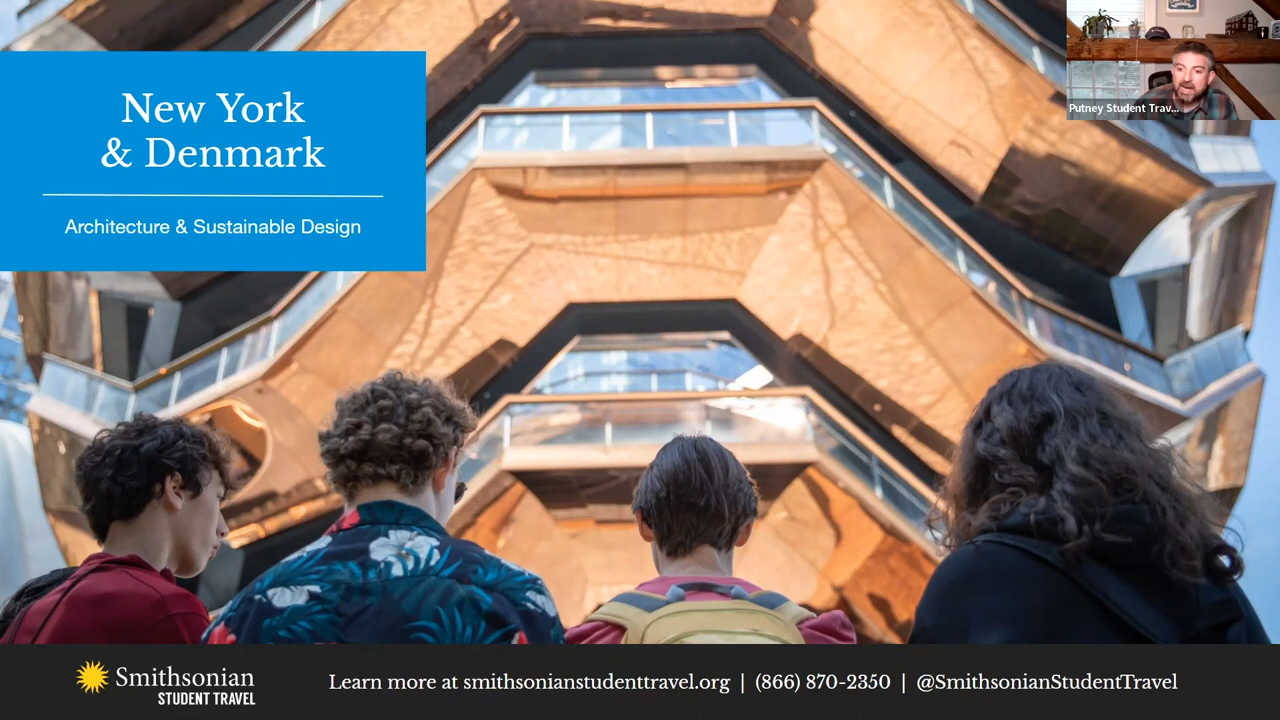 New York
& Denmark
Architecture & Sustainable Design
Putney Student Trav...
Smithsonian
STUDENT TRAVEL
Learn more at smithsonianstudenttravel.org | (866) 870-2350 | @SmithsonianStudentTravel